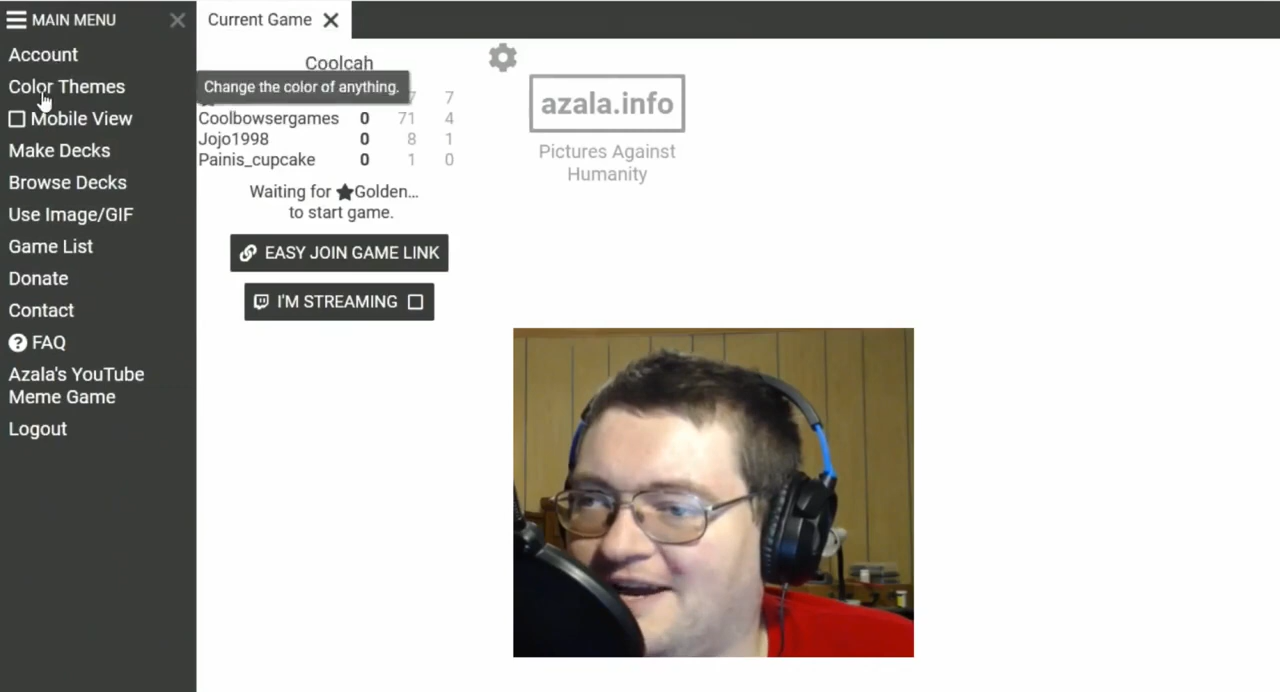 MAIN MENU
Current Game
Account
Color Themes
Mobile View
Make Decks
Browse Decks
Use Image/GIF
Game List
Donate
Contact
FAQ
Azala's YouTube
Meme Game
Logout
Coolcah
Change the color of anything.
7 7
Coolbowsergames 0 71 4
Jojo1998 0 8 1
Painis_cupcake 0 1 0
Waiting for ★Golden...
to start game.
EASY JOIN GAME LINK
I'M STREAMING
azala.info
Pictures Against
Humanity